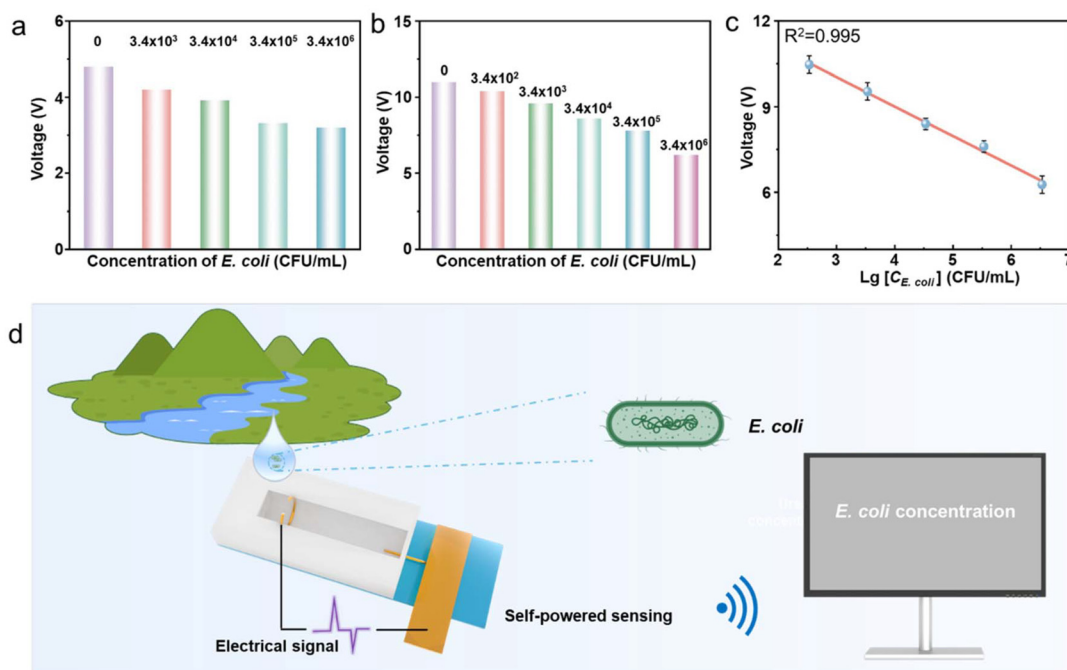 a
Voltage (V)
6
4
2
0
0 3.4x10³ 3.4x10⁴ 3.4x10⁵ 3.4x10⁶
Concentration of E. coli (CFU/mL)
b
Voltage (V)
15
10
5
0
0
3.4x10²
3.4x10³
3.4x10⁴
3.4x10⁵
3.4x10⁶
Concentration of E. coli (CFU/mL)
c
R²=0.995
Voltage (V)
12
9
6
2 3 4 5 6 7
Lg [C_E. coli] (CFU/mL)
d
E. coli
E. coli concentration
Self-powered sensing
Electrical signal